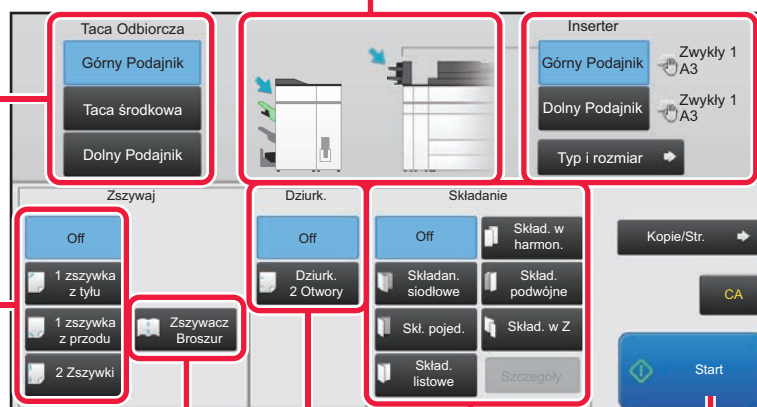 Taca Odbiorcza
Górny Podajnik
Taca środkowa
Dolny Podajnik
Inserter
Górny Podajnik
Zwykły 1
A3
Dolny Podajnik
Zwykły 1
A3
Typ i rozmiar
Zszywaj
Off
1 zszywka
z tyłu
1 zszywka
z przodu
2 Zszywki
Zszywacz
Broszur
Dziurk.
Off
Dziurk.
2 Otwory
Składanie
Off
Skład. w
harmon.
Składan.
siodłowe
Skład.
podwójne
Skł. pojed.
Skład. w Z
Skład.
listowe
Szczegóły
Kopie/Str.
CA
Start